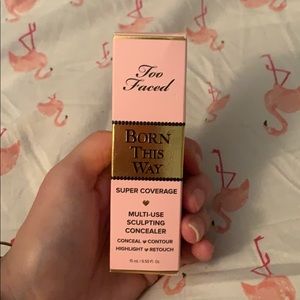 Too
Faced
BORN
THIS
WAY
SUPER COVERAGE
MULTI-USE
SCULPTING
CONCEALER
CONCEAL CONTOUR
HIGHLIGHT RETOUCH
15 mL / 0.50 FL. OZ.